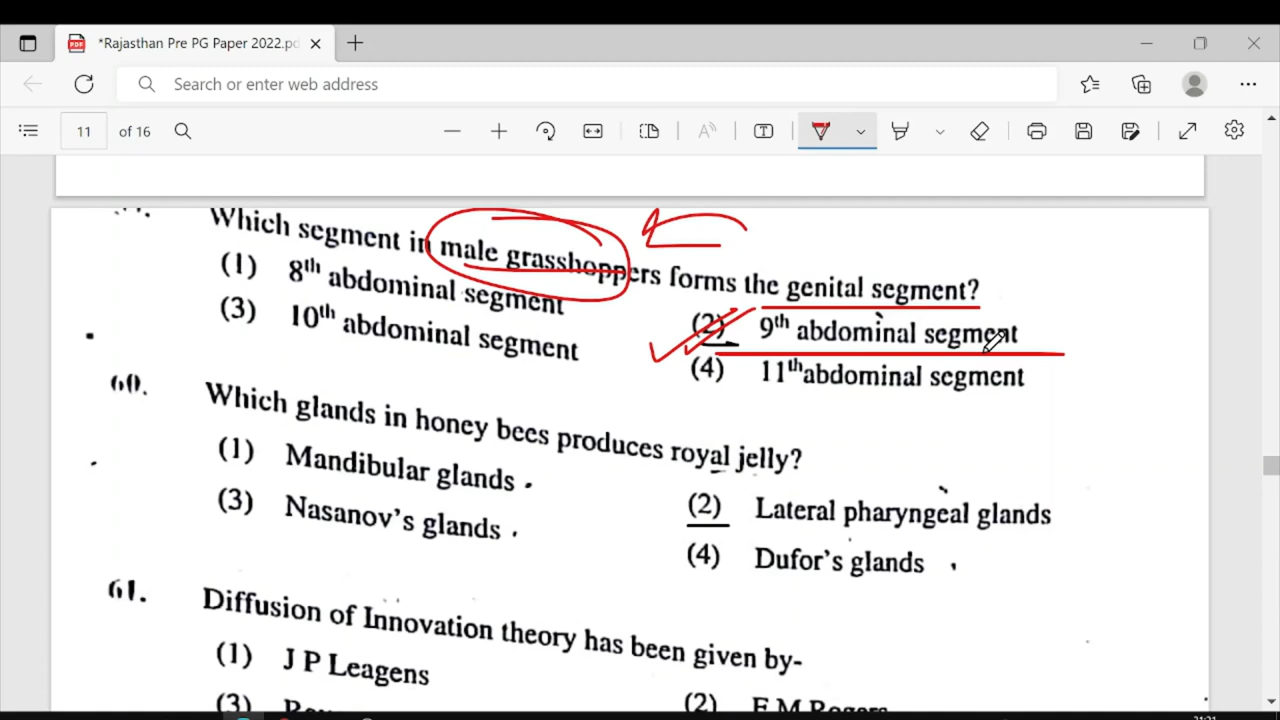 *Rajasthan Pre PG Paper 2022.pd
Search or enter web address
11 of 16
Which segment in male grasshoppers forms the genital segment?
(1) 8th abdominal segment
(2) 9th abdominal segment
(3) 10th abdominal segment
(4) 11th abdominal segment
60. Which glands in honey bees produces royal jelly?
(1) Mandibular glands
(2) Lateral pharyngeal glands
(3) Nasanov's glands
(4) Dufor's glands
61. Diffusion of Innovation theory has been given by-
(1) J P Leagens
(2) E M Rogers
(3)